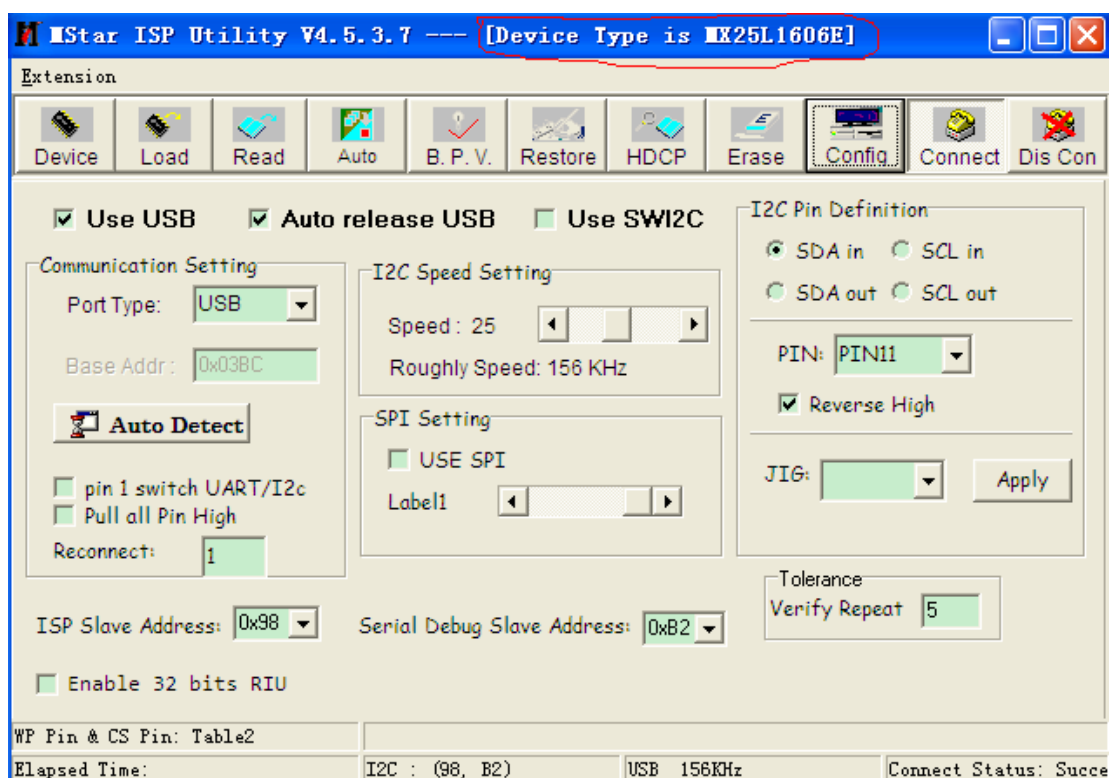 MStar ISP Utility V4.5.3.7 --- [Device Type is MX25L1606E]
Extension
Device Load Read Auto B. P. V. Restore HDCP Erase Config Connect Dis Con
Use USB Auto release USB Use SWI2C
Communication Setting
Port Type: USB
Base Addr: 0x03BC
Auto Detect
pin 1 switch UART/I2c
Pull all Pin High
Reconnect: 1
I2C Speed Setting
Speed : 25
Roughly Speed: 156 KHz
SPI Setting
USE SPI
Label1
I2C Pin Definition
SDA in SCL in
SDA out SCL out
PIN: PIN11
Reverse High
JIG: Apply
Tolerance
Verify Repeat 5
ISP Slave Address: 0x98 Serial Debug Slave Address: 0xB2
Enable 32 bits RIU
WP Pin & CS Pin: Table2
Elapsed Time: I2C : (98, B2) USB 156KHz Connect Status: Succe